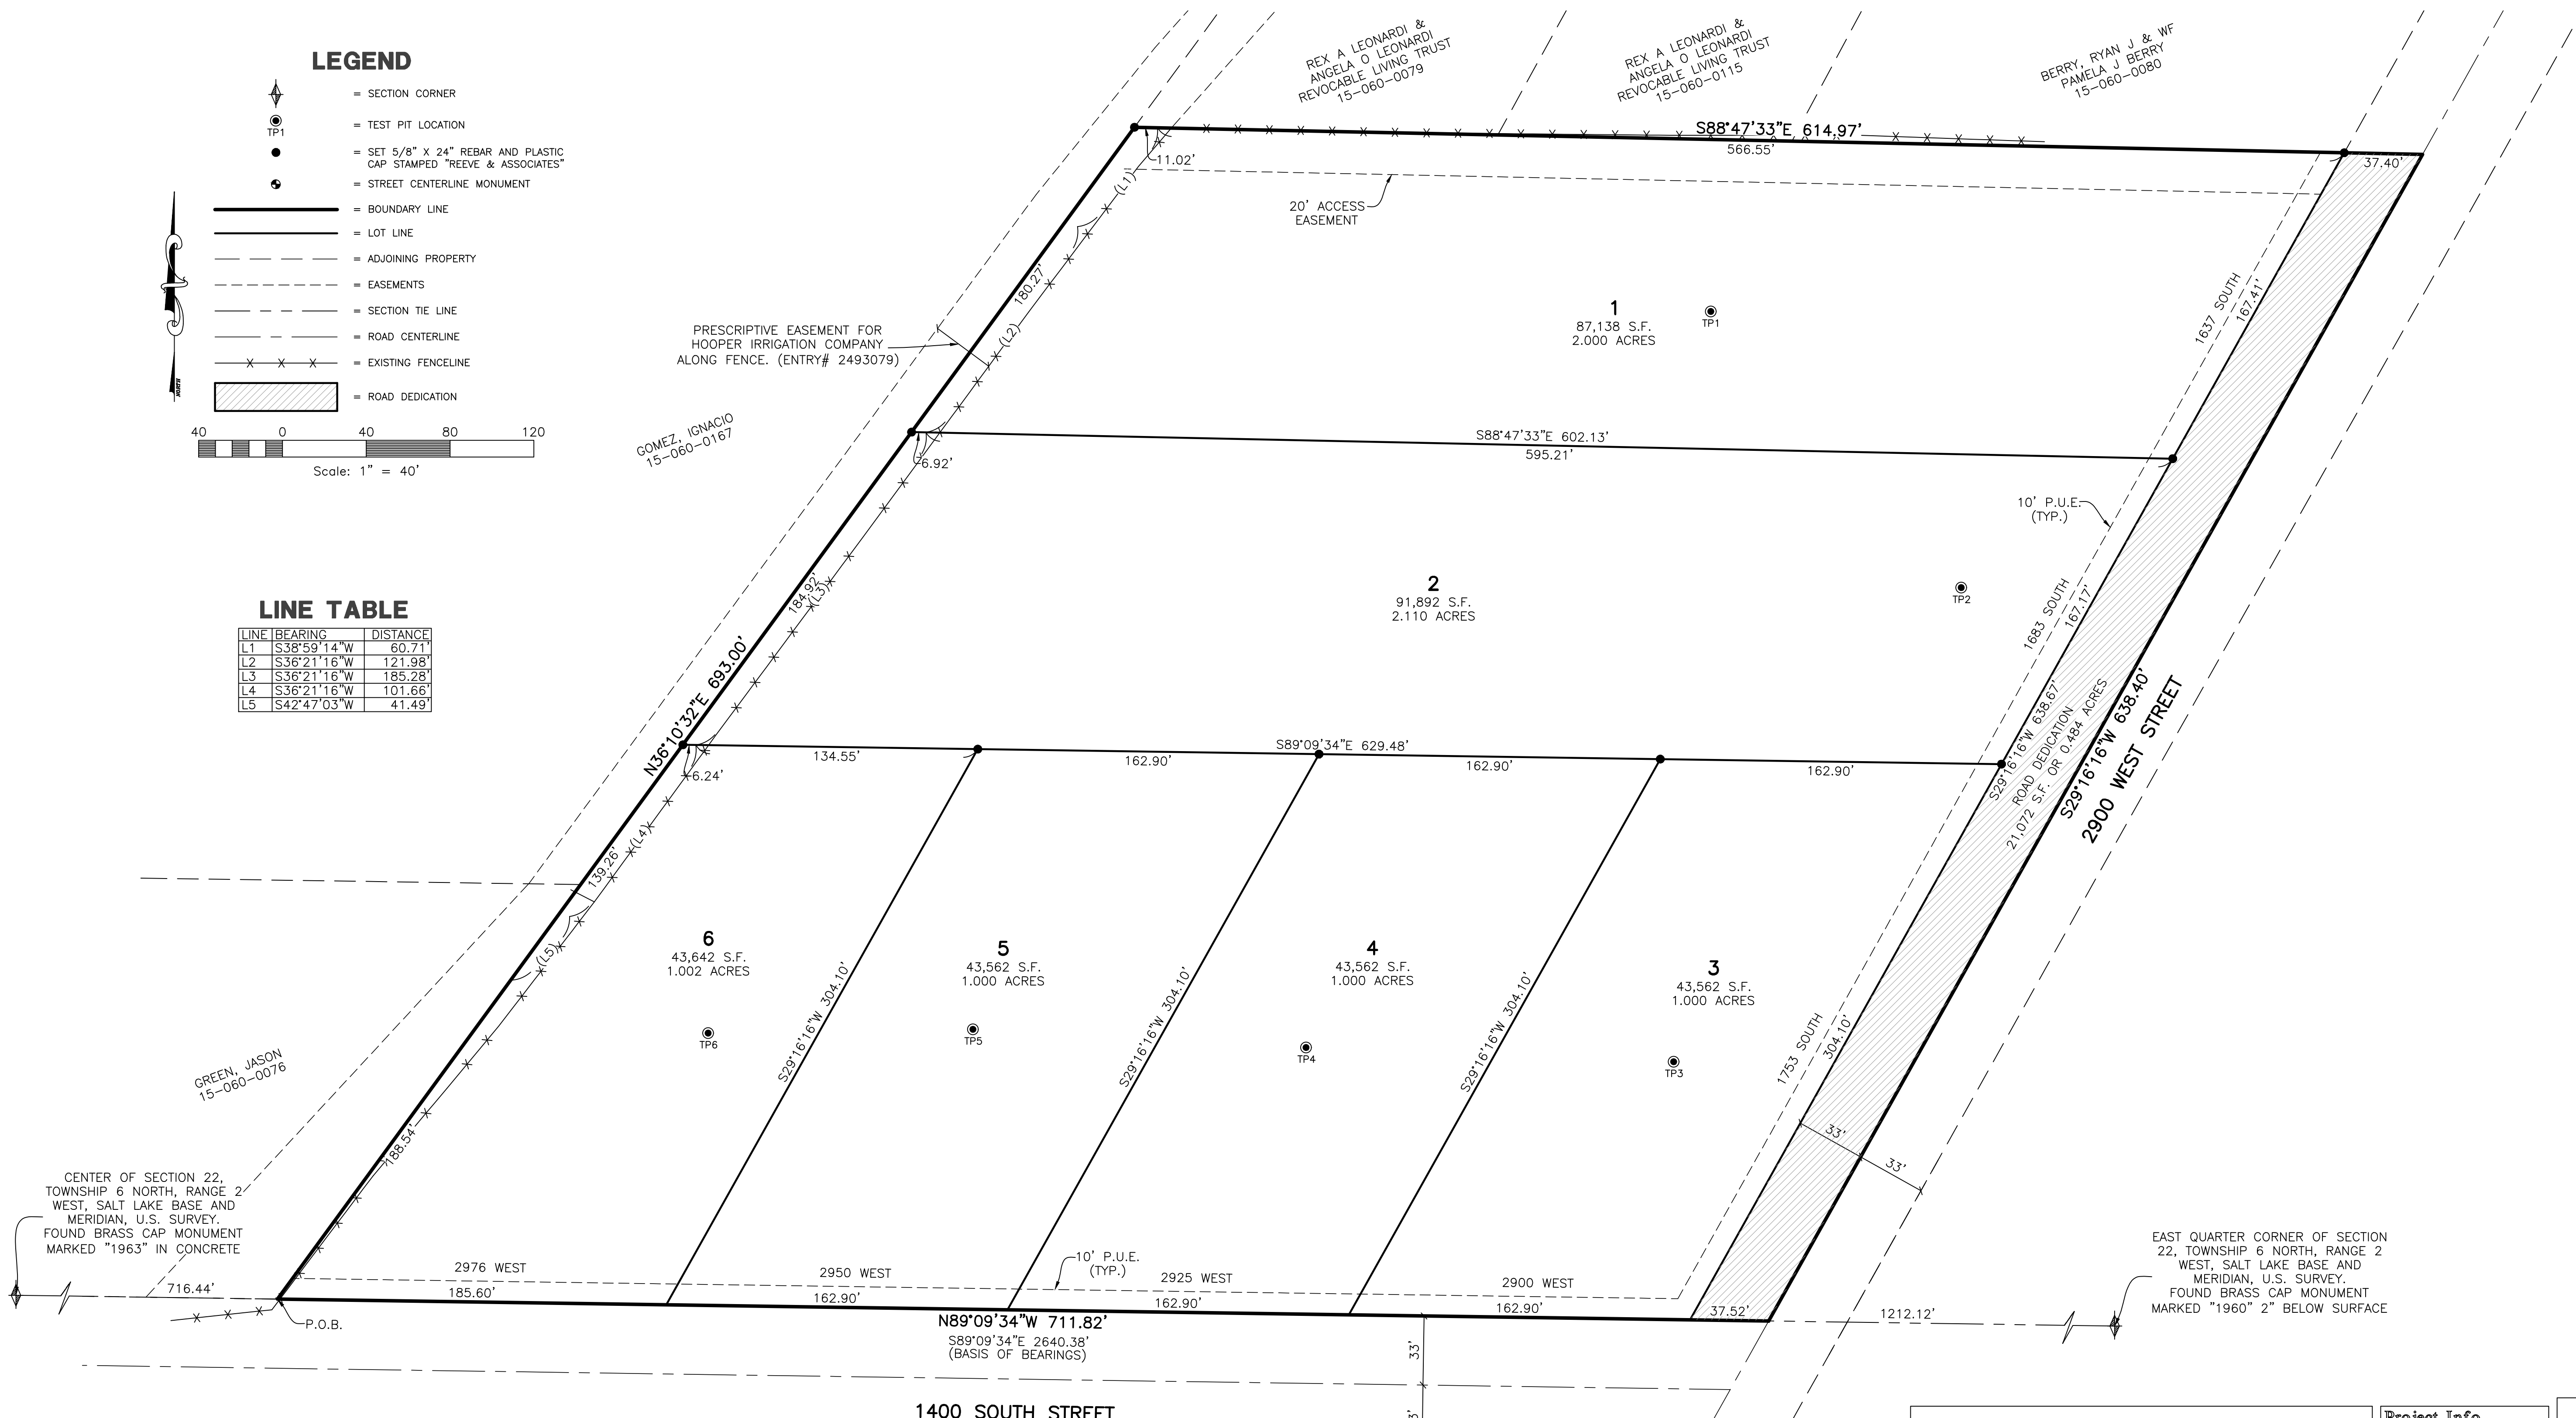 LEGEND
= SECTION CORNER
TP1
= TEST PIT LOCATION
= SET 5/8" X 24" REBAR AND PLASTIC
CAP STAMPED "REEVE & ASSOCIATES"
= STREET CENTERLINE MONUMENT
= BOUNDARY LINE
= LOT LINE
= ADJOINING PROPERTY
= EASEMENTS
= SECTION TIE LINE
= ROAD CENTERLINE
= EXISTING FENCELINE
= ROAD DEDICATION
40 0 40 80 120
Scale: 1" = 40'
LINE TABLE
LINE BEARING DISTANCE
L1 S38°59'14"W 60.71'
L2 S36°21'16"W 121.98'
L3 S36°21'16"W 185.28'
L4 S36°21'16"W 101.66'
L5 S42°47'03"W 41.49'
REX A LEONARDI &
ANGELA O LEONARDI
REVOCABLE LIVING TRUST
15-060-0079
REX A LEONARDI &
ANGELA O LEONARDI
REVOCABLE LIVING TRUST
15-060-0115
BERRY, RYAN J & WF
PAMELA J BERRY
15-060-0080
S88°47'33"E 614.97'
566.55'
37.40'
11.02'
(L1)
20' ACCESS
EASEMENT
180.27'
(L2)
PRESCRIPTIVE EASEMENT FOR
HOOPER IRRIGATION COMPANY
ALONG FENCE. (ENTRY# 2493079)
1
87,138 S.F.
2.000 ACRES
TP1
1637 SOUTH
167.41'
GOMEZ, IGNACIO
15-060-0167
S88°47'33"E 602.13'
595.21'
6.92'
10' P.U.E.
(TYP.)
184.92'
(L3)
2
91,892 S.F.
2.110 ACRES
TP2
1683 SOUTH
167.17'
N36°10'32"E 693.00'
S29°16'16"W 638.67'
ROAD DEDICATION
21,072 S.F. OR 0.484 ACRES
S29°16'16"W 638.40'
2900 WEST STREET
S89°09'34"E 629.48'
134.55'
162.90'
162.90'
162.90'
6.24'
(L4)
139.26'
(L5)
6
43,642 S.F.
1.002 ACRES
TP6
S29°16'16"W 304.10'
5
43,562 S.F.
1.000 ACRES
TP5
S29°16'16"W 304.10'
4
43,562 S.F.
1.000 ACRES
TP4
S29°16'16"W 304.10'
3
43,562 S.F.
1.000 ACRES
TP3
1753 SOUTH
304.10'
33'
33'
GREEN, JASON
15-060-0076
188.54'
CENTER OF SECTION 22,
TOWNSHIP 6 NORTH, RANGE 2
WEST, SALT LAKE BASE AND
MERIDIAN, U.S. SURVEY.
FOUND BRASS CAP MONUMENT
MARKED "1963" IN CONCRETE
716.44'
P.O.B.
2976 WEST
185.60'
2950 WEST
162.90'
10' P.U.E.
(TYP.)
2925 WEST
162.90'
2900 WEST
162.90'
37.52'
1212.12'
EAST QUARTER CORNER OF SECTION
22, TOWNSHIP 6 NORTH, RANGE 2
WEST, SALT LAKE BASE AND
MERIDIAN, U.S. SURVEY.
FOUND BRASS CAP MONUMENT
MARKED "1960" 2" BELOW SURFACE
N89°09'34"W 711.82'
S89°09'34"E 2640.38'
(BASIS OF BEARINGS)
33'
1400 SOUTH STREET
Project Info.